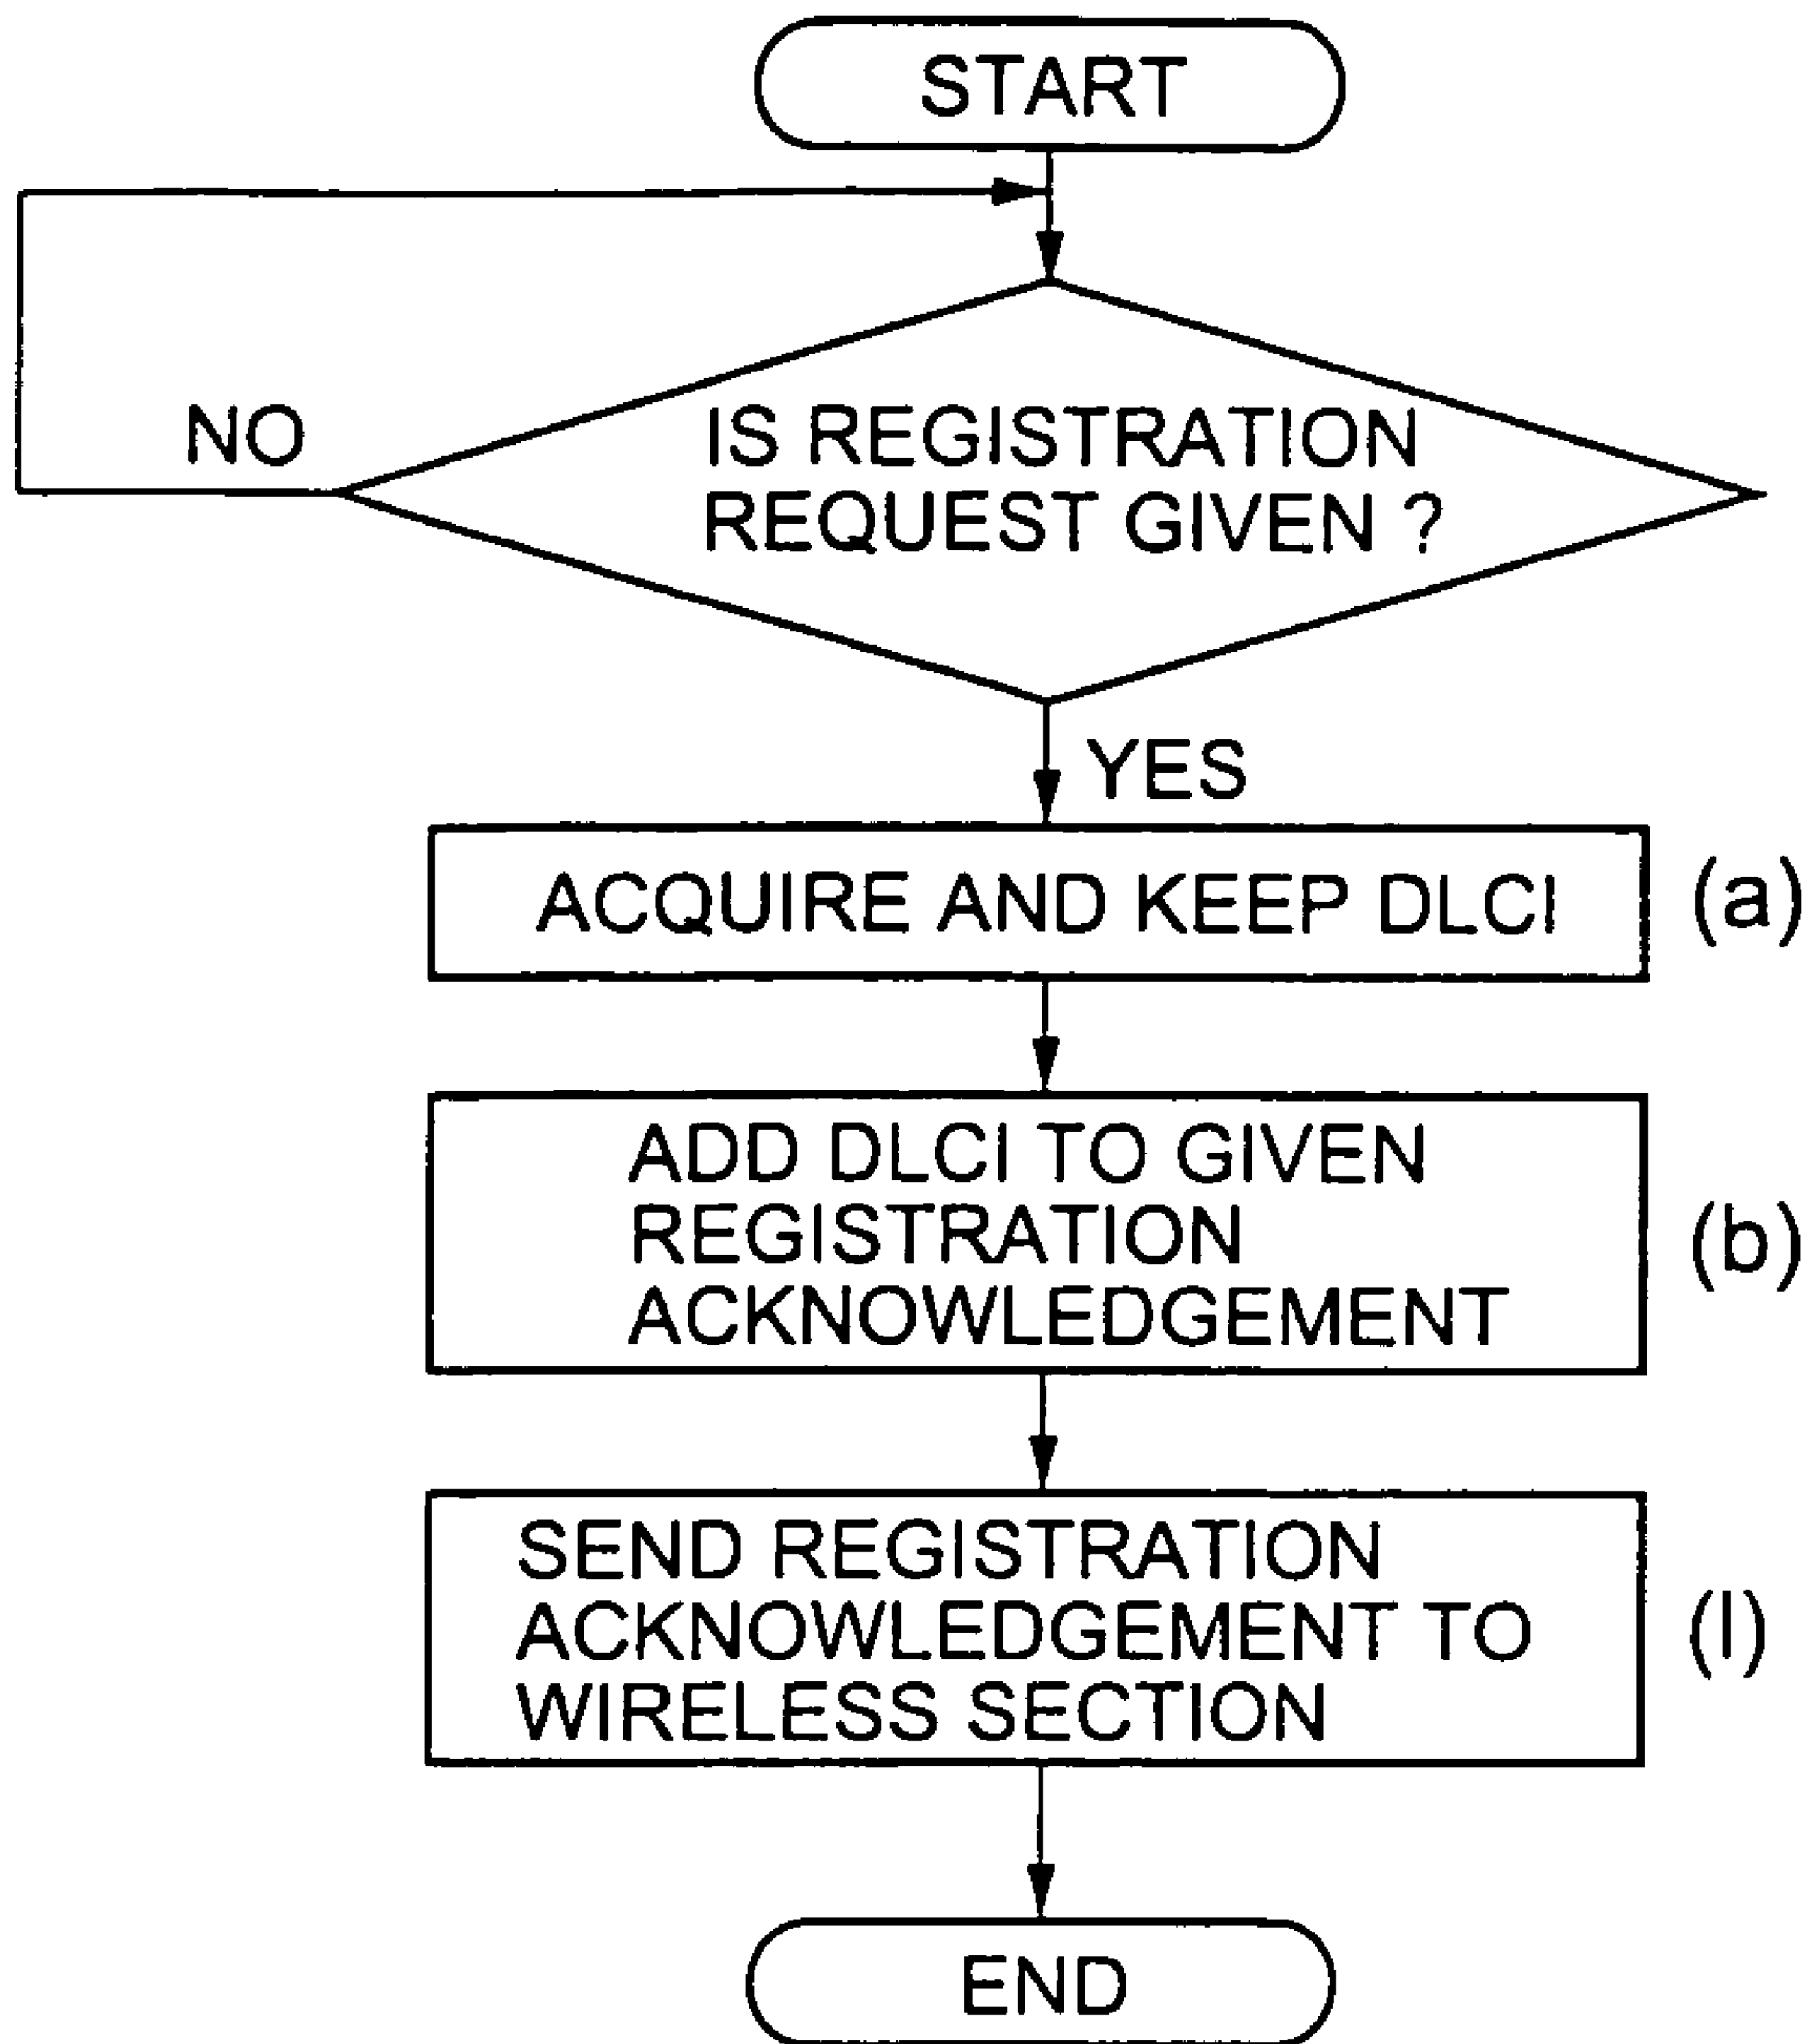 START
NO
IS REGISTRATION
REQUEST GIVEN ?
YES
ACQUIRE AND KEEP DLCI
(a)
ADD DLCI TO GIVEN
REGISTRATION
ACKNOWLEDGEMENT
(b)
SEND REGISTRATION
ACKNOWLEDGEMENT TO
WIRELESS SECTION
(l)
END